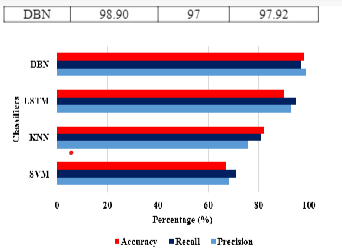 DBN 98.90 97 97.92
DBN
LSTM
KNN
SVM
Classifiers
0 20 40 60 80 100
Percentage (%)
Accuracy Recall Precision